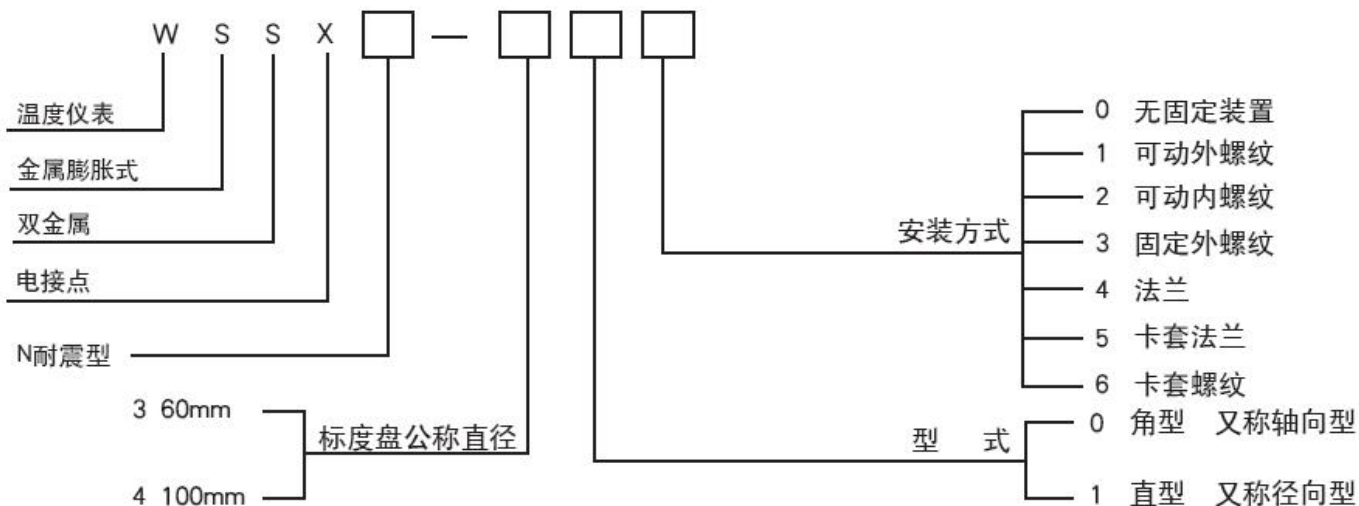 W S S X □ — □ □ □
温度仪表
金属膨胀式
双金属
电接点
N耐震型
3 60mm
标度盘公称直径
4 100mm
安装方式
0 无固定装置
1 可动外螺纹
2 可动内螺纹
3 固定外螺纹
4 法兰
5 卡套法兰
6 卡套螺纹
型 式
0 角型 又称轴向型
1 直型 又称径向型